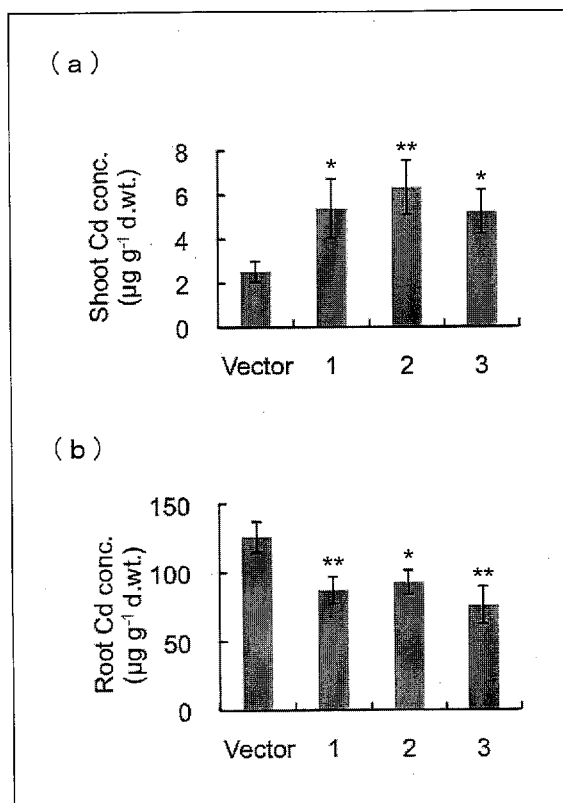 (a)
Shoot Cd conc.
(µg g⁻¹ d.wt.)
8
6
4
2
0
*
**
*
Vector 1 2 3
(b)
Root Cd conc.
(µg g⁻¹ d.wt.)
150
100
50
0
**
*
**
Vector 1 2 3